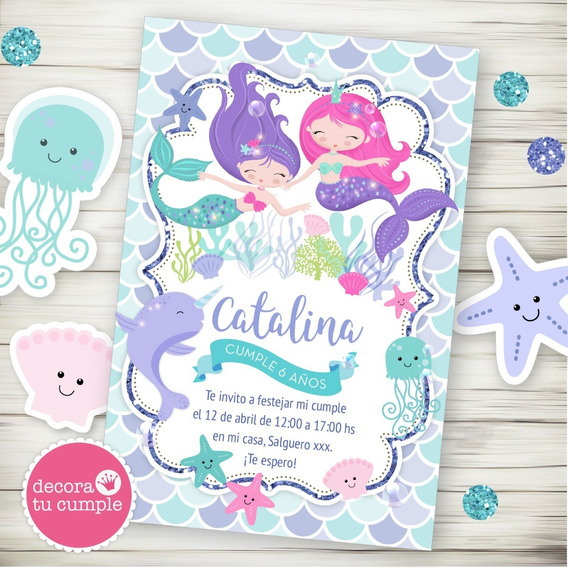 Catalina
CUMPLE 6 AÑOS
Te invito a festejar mi cumple
el 12 de abril de 12:00 a 17:00 hs
en mi casa, Salguero xxx.
¡Te espero!
decora
tu cumple